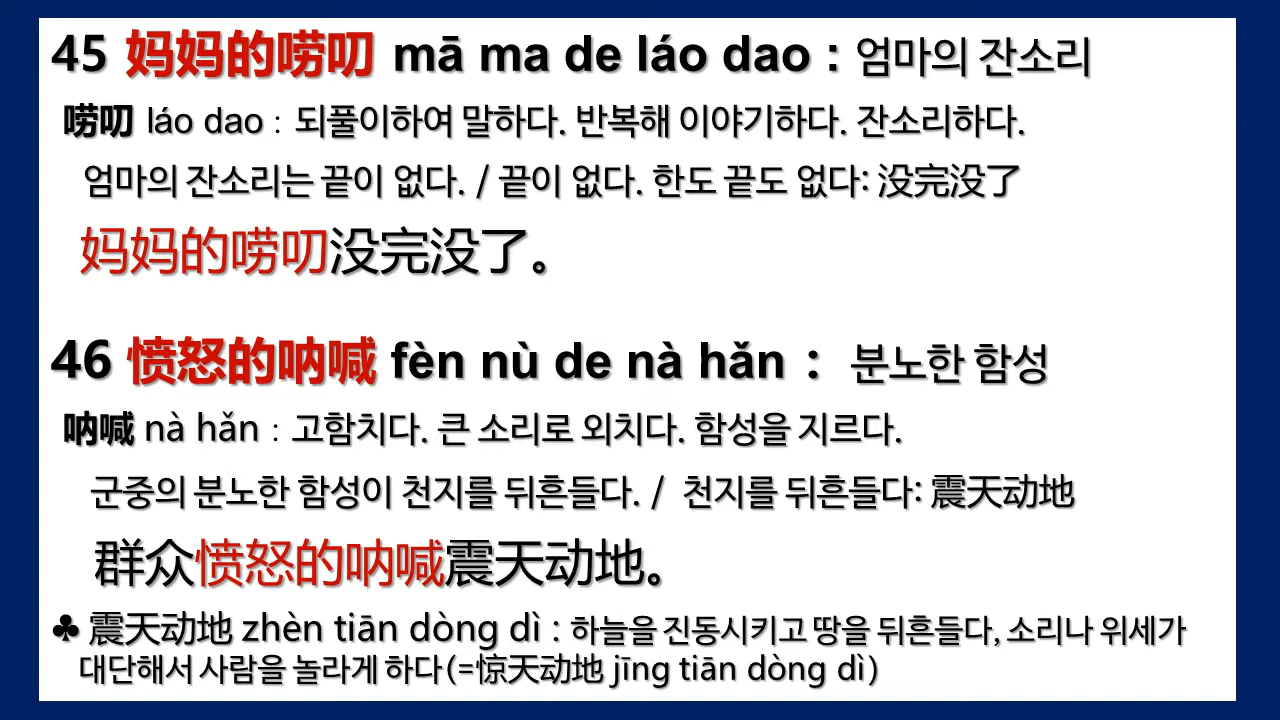 45 妈妈的唠叨 mā ma de láo dao : 엄마의 잔소리
唠叨 láo dao : 되풀이하여 말하다. 반복해 이야기하다. 잔소리하다.
엄마의 잔소리는 끝이 없다. / 끝이 없다. 한도 끝도 없다: 没完没了
妈妈的唠叨没完没了。
46 愤怒的呐喊 fèn nù de nà hǎn : 분노한 함성
呐喊 nà hǎn : 고함치다. 큰 소리로 외치다. 함성을 지르다.
군중의 분노한 함성이 천지를 뒤흔들다. / 천지를 뒤흔들다: 震天动地
群众愤怒的呐喊震天动地。
♣ 震天动地 zhèn tiān dòng dì : 하늘을 진동시키고 땅을 뒤흔들다, 소리나 위세가
대단해서 사람을 놀라게 하다(=惊天动地 jīng tiān dòng dì)